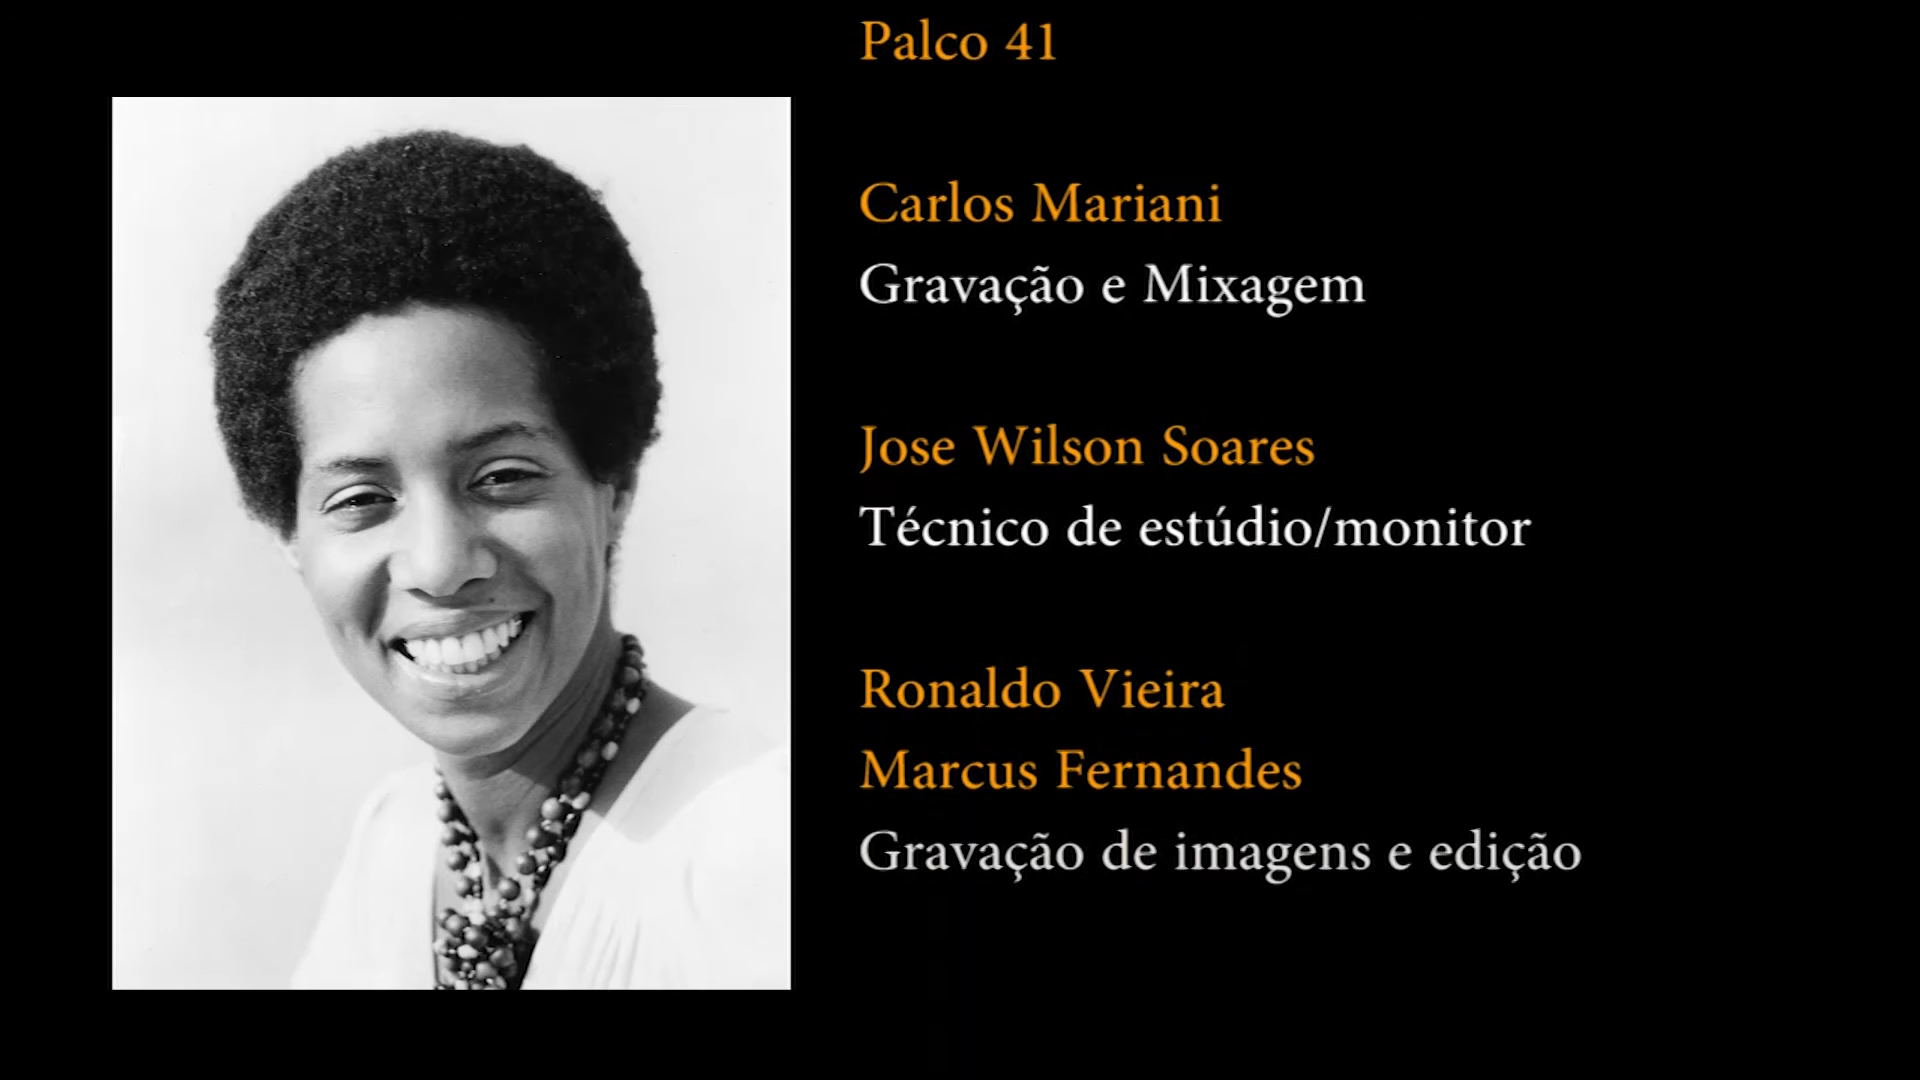 Palco 41
Carlos Mariani
Gravação e Mixagem
Jose Wilson Soares
Técnico de estúdio/monitor
Ronaldo Vieira
Marcus Fernandes
Gravação de imagens e edição